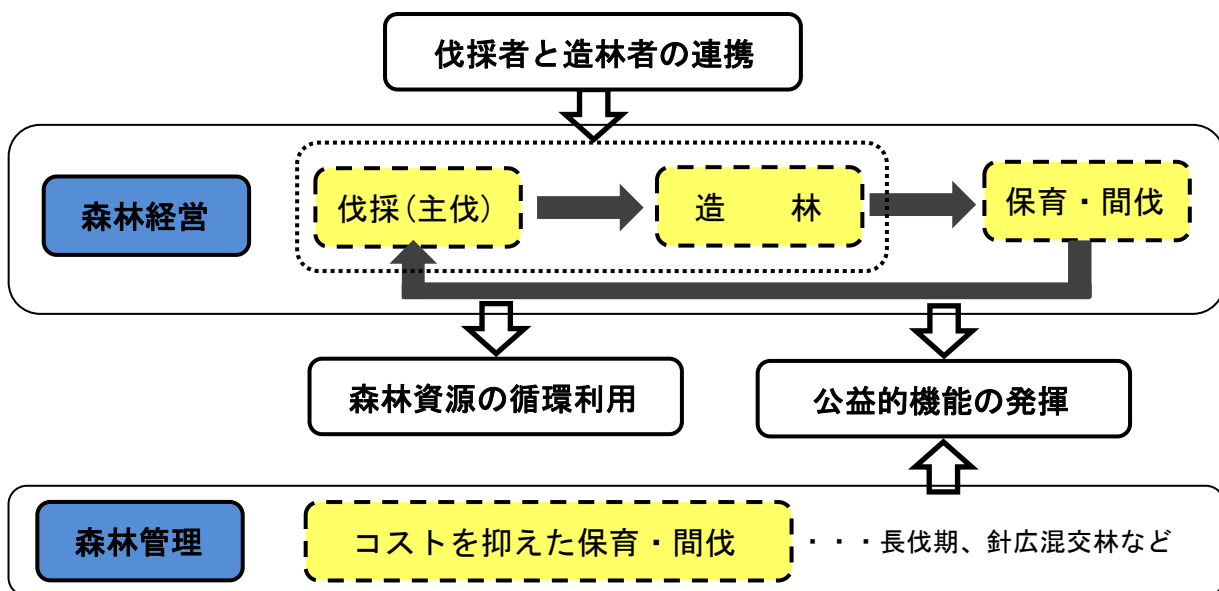 伐採者と造林者の連携
森林経営
伐採(主伐)
造　　林
保育・間伐
森林資源の循環利用
公益的機能の発揮
森林管理
コストを抑えた保育・間伐
・・・長伐期、針広混交林など